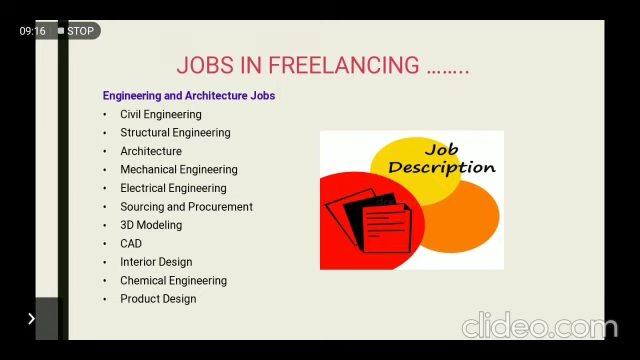 09:16 STOP
JOBS IN FREELANCING ……..
Engineering and Architecture Jobs
• Civil Engineering
• Structural Engineering
• Architecture
• Mechanical Engineering
• Electrical Engineering
• Sourcing and Procurement
• 3D Modeling
• CAD
• Interior Design
• Chemical Engineering
• Product Design
Job
Description
clideo.com